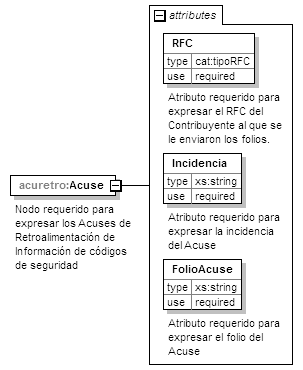 attributes
RFC
type cat:tipoRFC
use required
Atributo requerido para
expresar el RFC del
Contribuyente al que se
le enviaron los folios.
acuretro:Acuse
Nodo requerido para
expresar los Acuses de
Retroalimentación de
Información de códigos
de seguridad
Incidencia
type xs:string
use required
Atributo requerido para
expresar la incidencia
del Acuse
FolioAcuse
type xs:string
use required
Atributo requerido para
expresar el folio del
Acuse